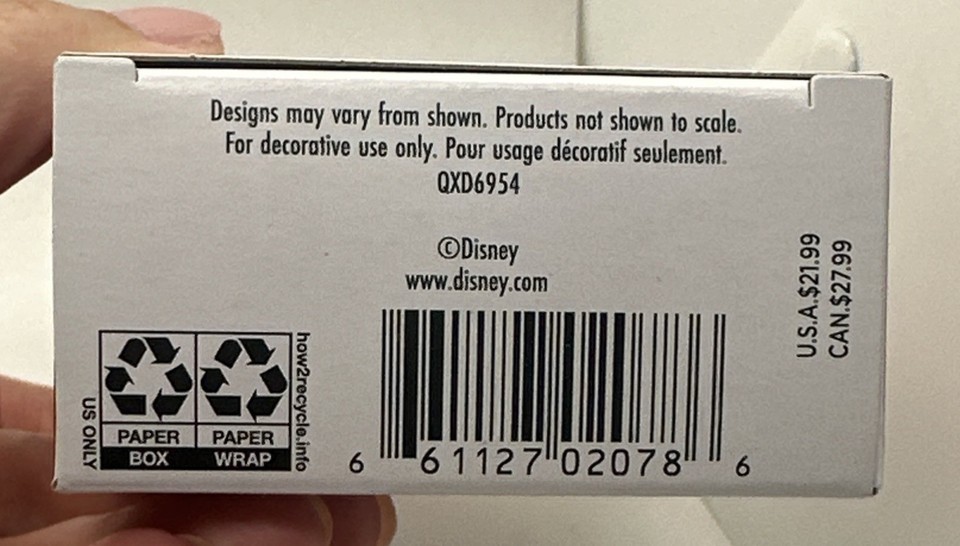 Designs may vary from shown. Products not shown to scale.
For decorative use only. Pour usage décoratif seulement.
QXD6954
©Disney
www.disney.com
U.S.A.$21.99
CAN.$27.99
US ONLY
PAPER PAPER
BOX WRAP
how2recycle.info
6 61127 02078 6